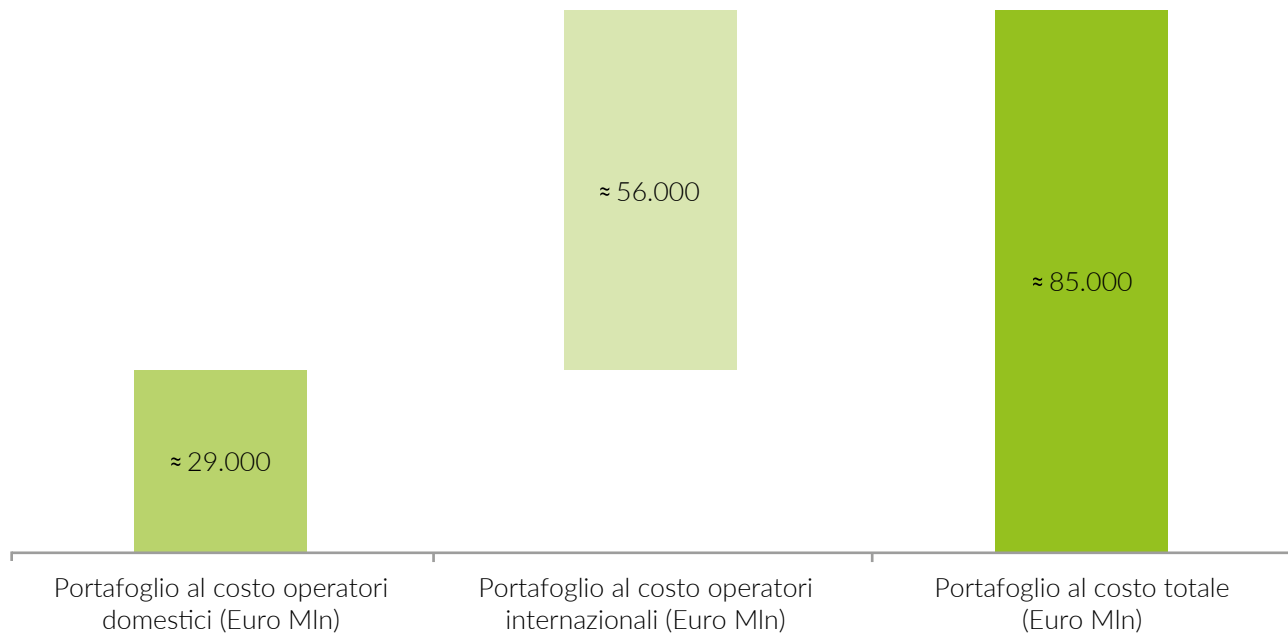 ≈ 56.000
≈ 85.000
≈ 29.000
Portafoglio al costo operatori
domestici (Euro Mln)
Portafoglio al costo operatori
internazionali (Euro Mln)
Portafoglio al costo totale
(Euro Mln)